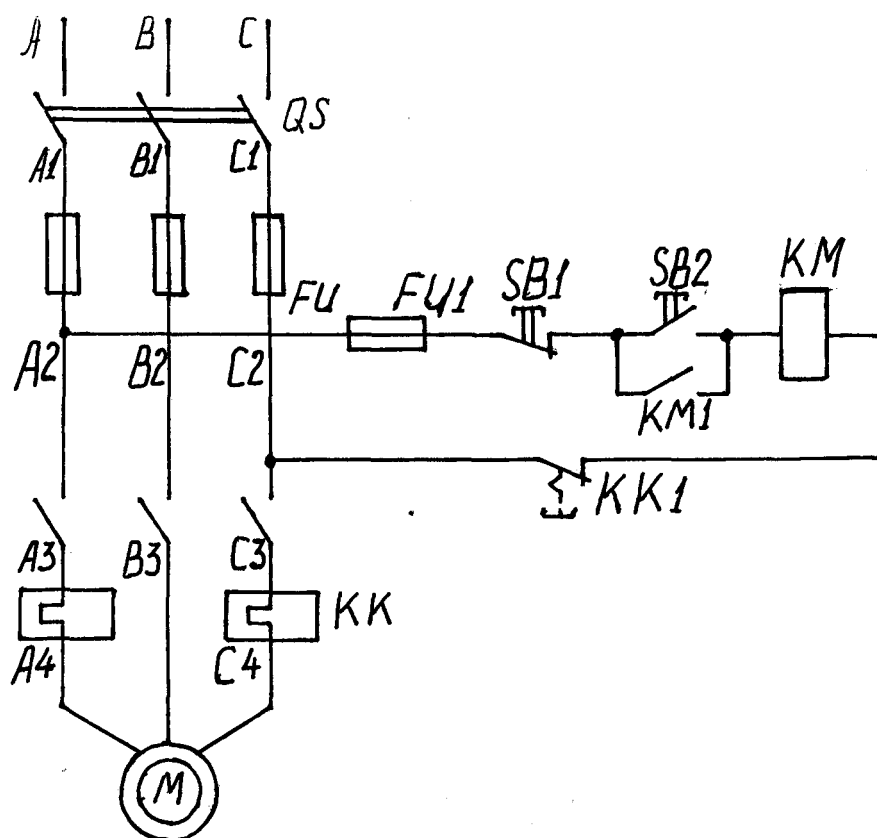 A B C
QS
A1 B1 C1
FU FU1 SB1 SB2 KM
A2 B2 C2
KM1
KK1
A3 B3 C3
KK
A4 C4
M